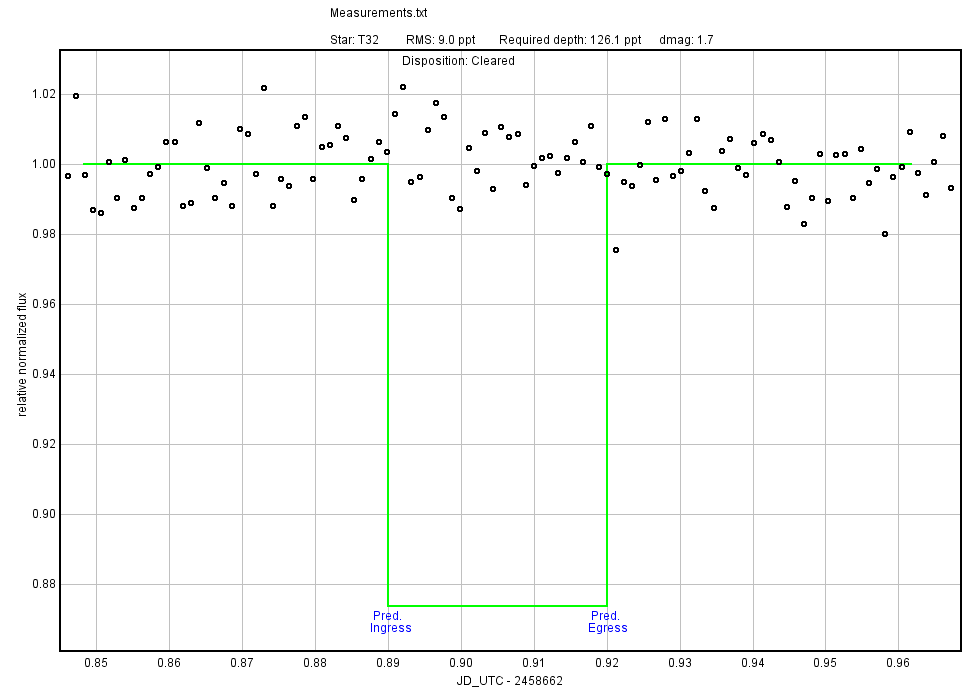 Measurements.txt
Star: T32 RMS: 9.0 ppt Required depth: 126.1 ppt dmag: 1.7
Disposition: Cleared
1.02
1.00
0.98
0.96
0.94
0.92
0.90
0.88
relative normalized flux
Pred. Pred.
Ingress Egress
0.85 0.86 0.87 0.88 0.89 0.90 0.91 0.92 0.93 0.94 0.95 0.96
JD_UTC - 2458662